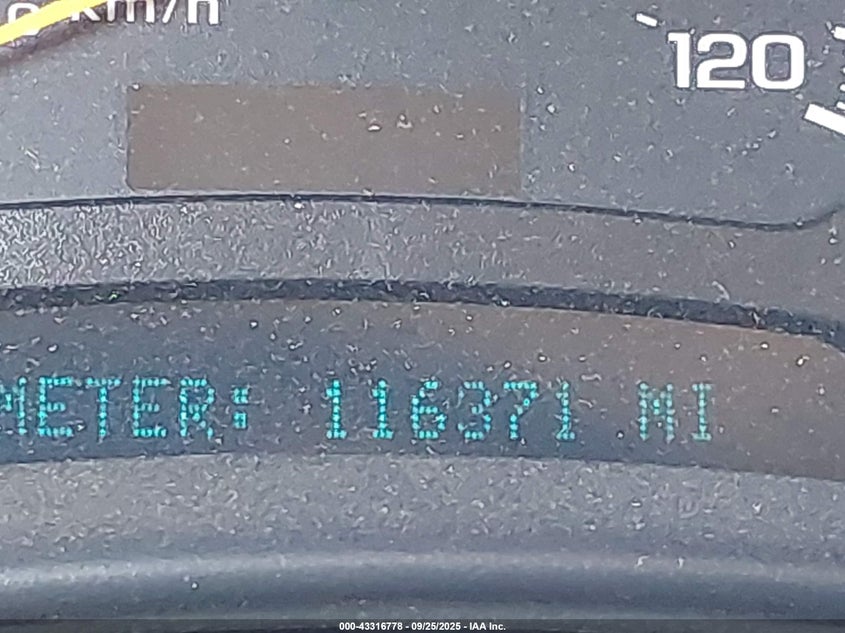 km/h
120
METER: 116371 MI
000-43316778 - 09/25/2025 - IAA Inc.